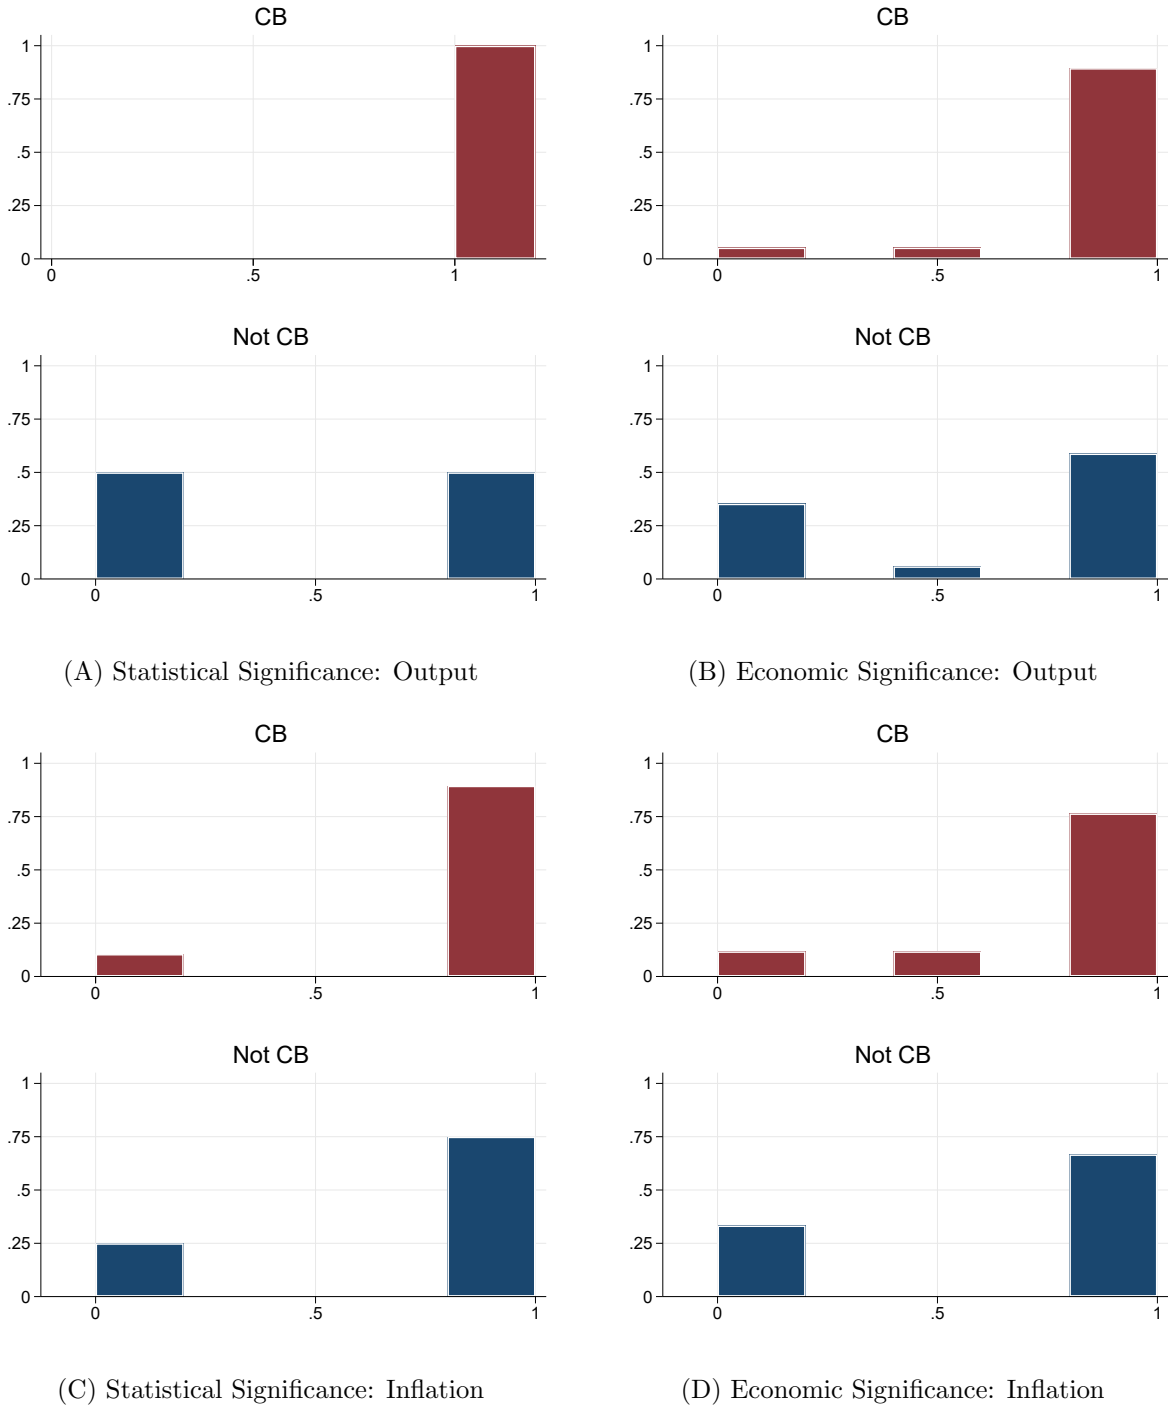 CB
1
.75
.5
.25
0
0 .5 1
CB
1
.75
.5
.25
0
0 .5 1
Not CB
1
.75
.5
.25
0
0 .5 1
Not CB
1
.75
.5
.25
0
0 .5 1
(A) Statistical Significance: Output
(B) Economic Significance: Output
CB
1
.75
.5
.25
0
0 .5 1
CB
1
.75
.5
.25
0
0 .5 1
Not CB
1
.75
.5
.25
0
0 .5 1
Not CB
1
.75
.5
.25
0
0 .5 1
(C) Statistical Significance: Inflation
(D) Economic Significance: Inflation